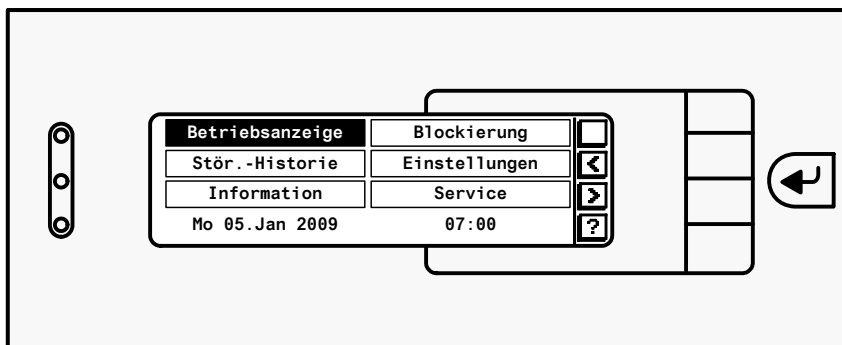 Betriebsanzeige Blockierung
Stör.-Historie Einstellungen <
Information Service >
Mo 05.Jan 2009 07:00 ?